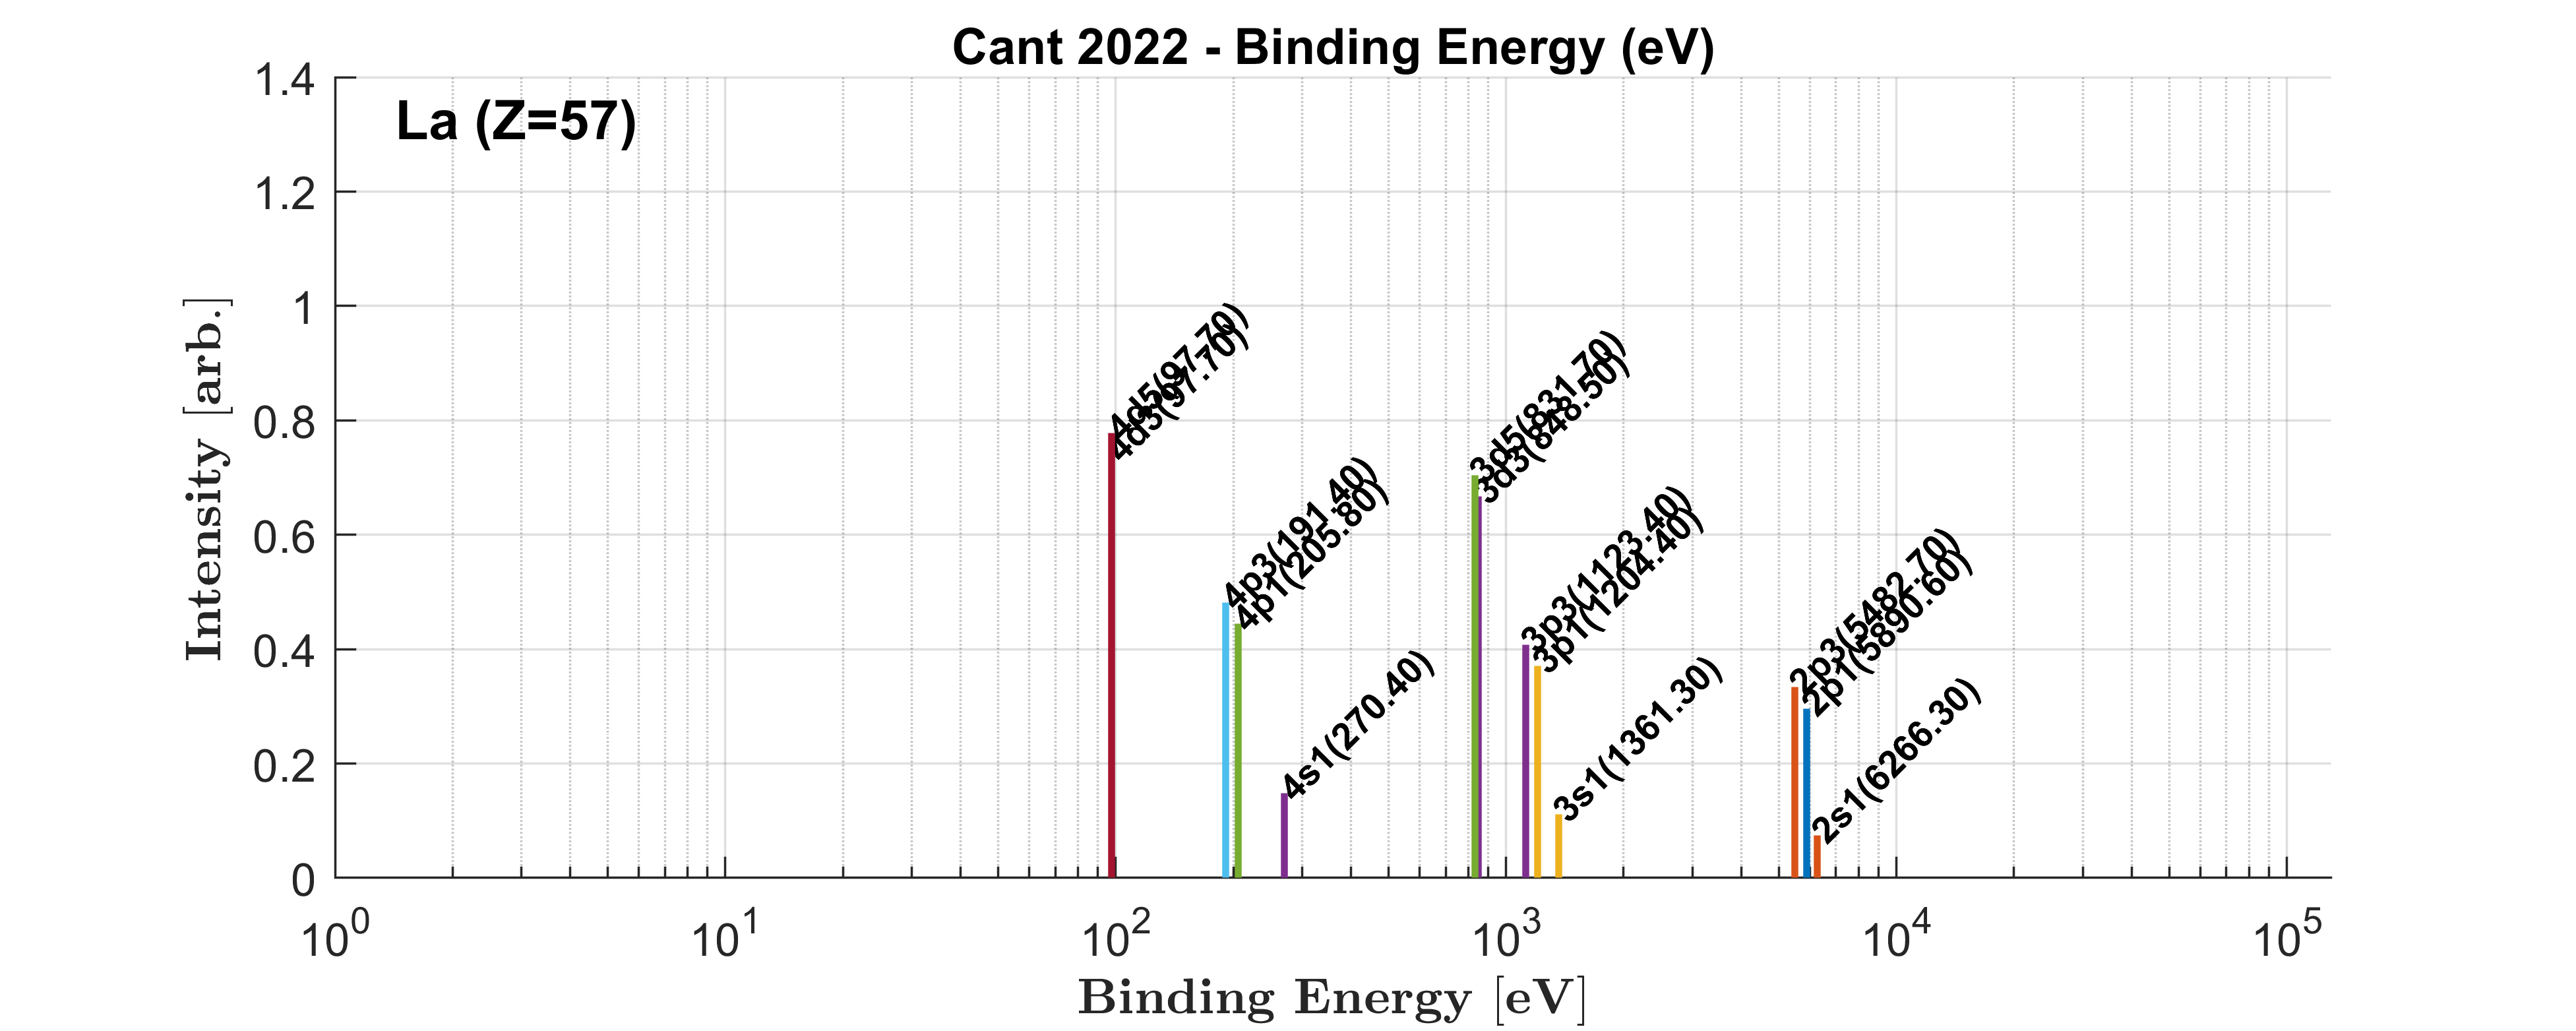 Cant 2022 - Binding Energy (eV)
La (Z=57)
Intensity [arb.]
1.4
1.2
1
0.8
0.6
0.4
0.2
0
4d5(97.70)
4d3(97.70)
4p3(191.40)
4p1(205.80)
4s1(270.40)
3d5(831.70)
3d3(848.50)
3p3(1123.40)
3p1(1204.40)
3s1(1361.30)
2p3(5482.70)
2p1(5890.60)
2s1(6266.30)
10^0
10^1
10^2
10^3
10^4
10^5
Binding Energy [eV]